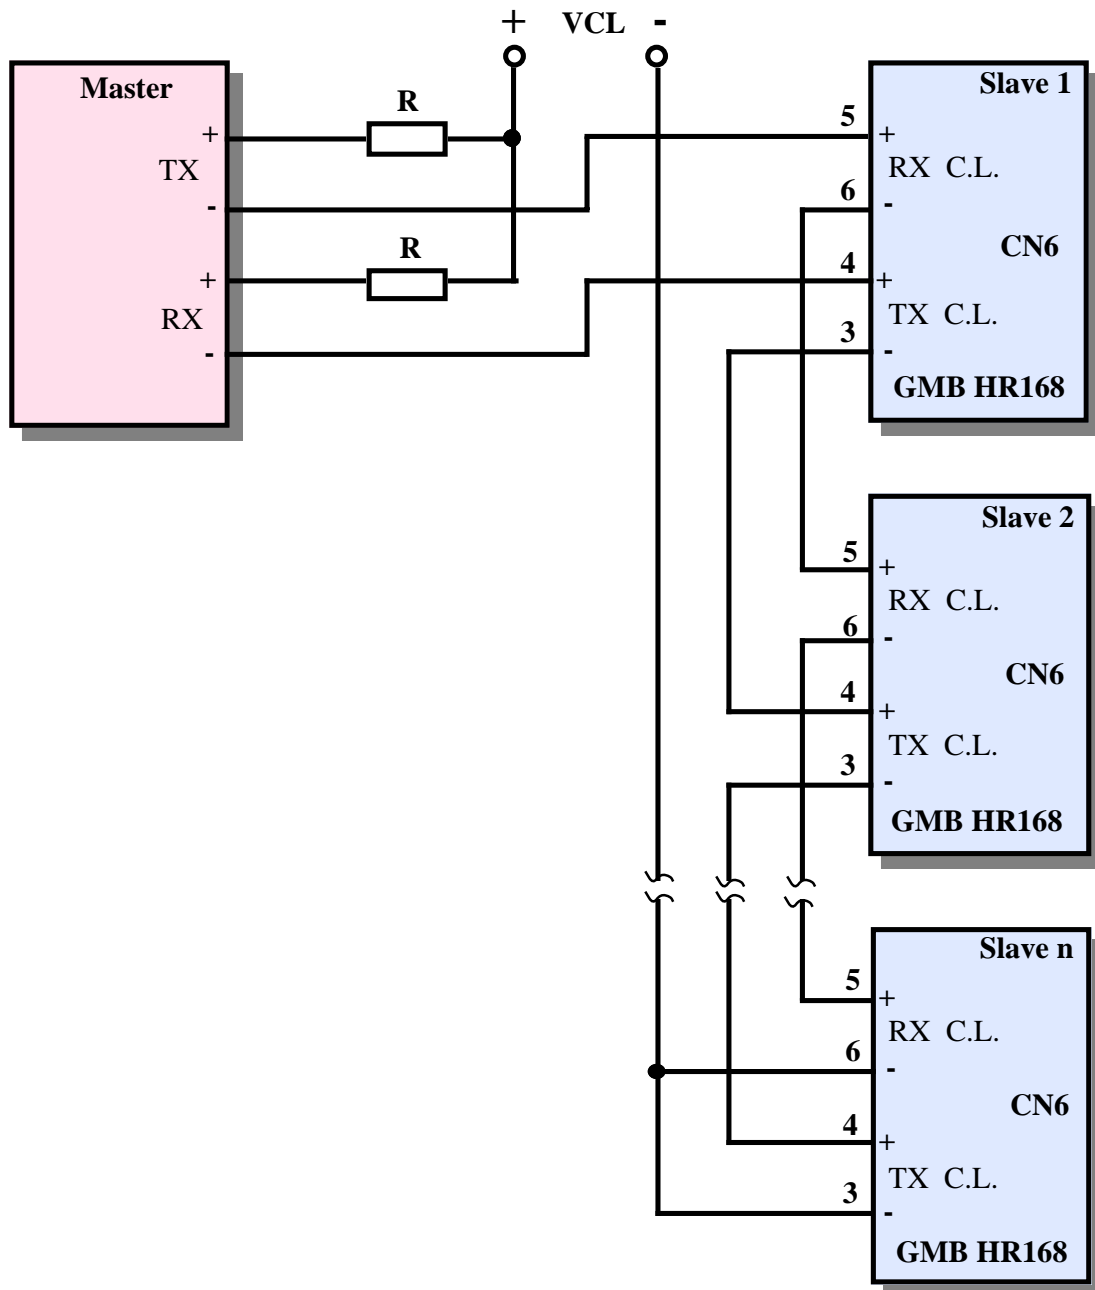 + VCL -
Master
R
+
TX
-
R
+
RX
-
Slave 1
5
+
RX C.L.
6
-
CN6
4
+
TX C.L.
3
-
GMB HR168
Slave 2
5
+
RX C.L.
6
-
CN6
4
+
TX C.L.
3
-
GMB HR168
Slave n
5
+
RX C.L.
6
-
CN6
4
+
TX C.L.
3
-
GMB HR168